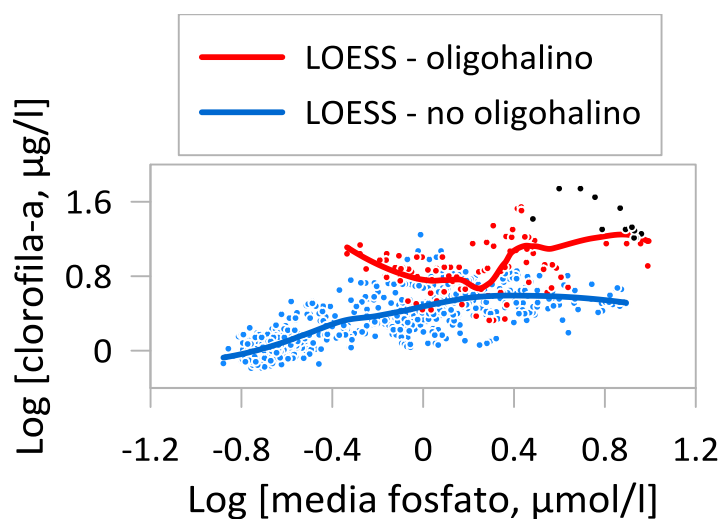 LOESS - oligohalino
LOESS - no oligohalino
Log [clorofila-a, µg/l]
1.6
0.8
0
-1.2 -0.8 -0.4 0 0.4 0.8 1.2
Log [media fosfato, µmol/l]